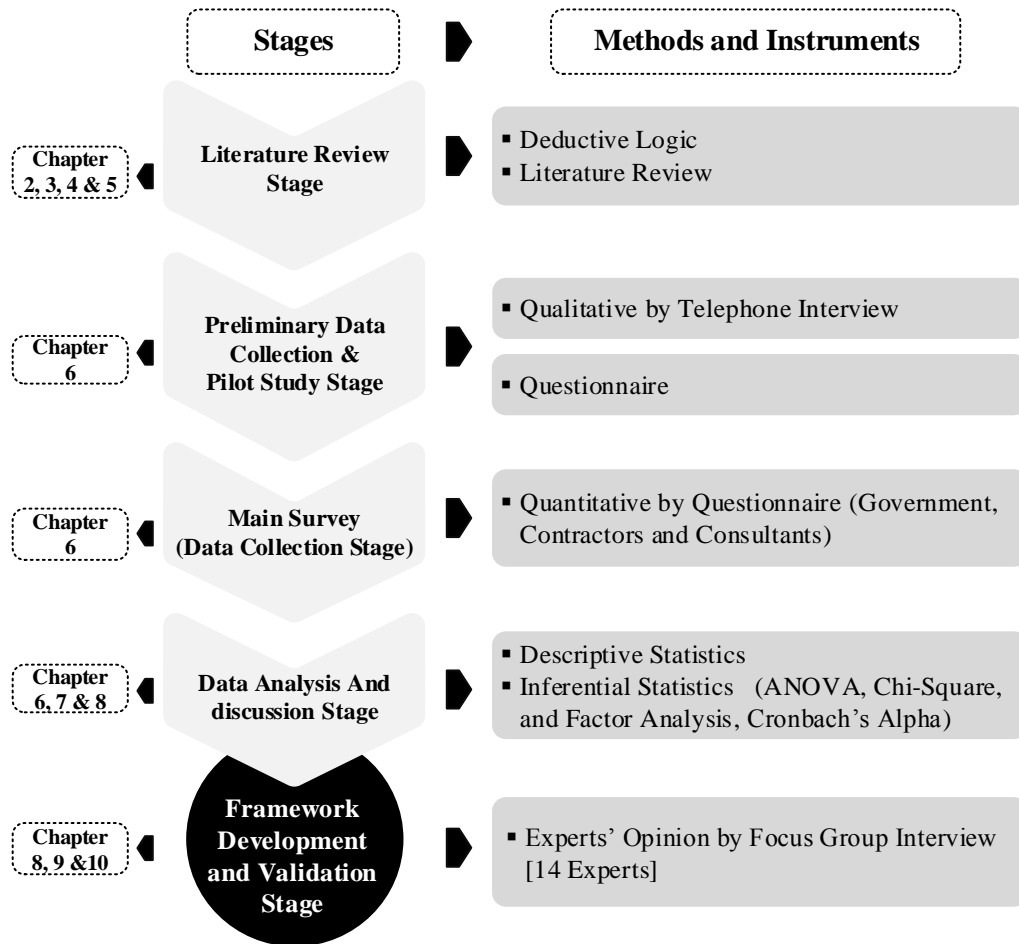 Stages
Methods and Instruments
Chapter
2, 3, 4 & 5
Literature Review
Stage
▪ Deductive Logic
▪ Literature Review
Chapter
6
Preliminary Data
Collection &
Pilot Study Stage
▪ Qualitative by Telephone Interview
▪ Questionnaire
Chapter
6
Main Survey
(Data Collection Stage)
▪ Quantitative by Questionnaire (Government,
Contractors and Consultants)
Chapter
6, 7 & 8
Data Analysis And
discussion Stage
▪ Descriptive Statistics
▪ Inferential Statistics (ANOVA, Chi-Square,
and Factor Analysis, Cronbach’s Alpha)
Chapter
8, 9 &10
Framework
Development
and Validation
Stage
▪ Experts’ Opinion by Focus Group Interview
[14 Experts]